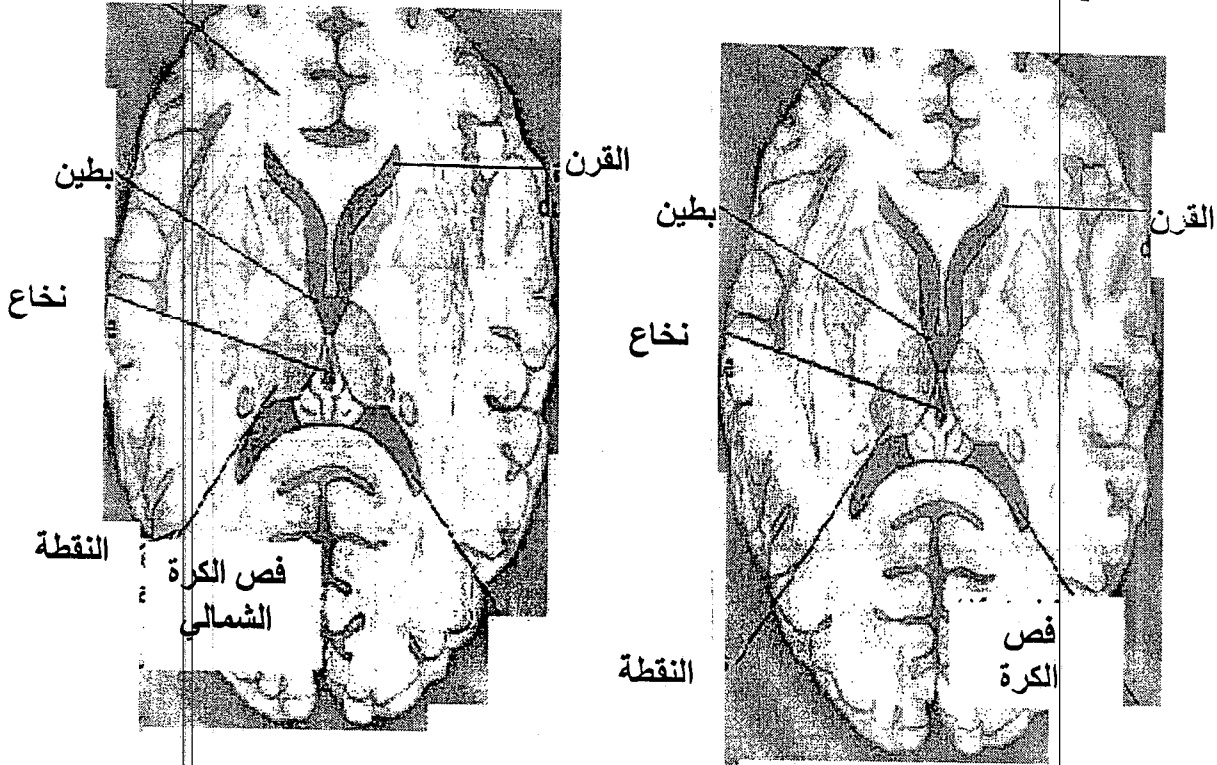 القرن
بطين
نخاع
النقطة
فص الكرة
الشمالي
القرن
بطين
نخاع
النقطة
فص
الكرة